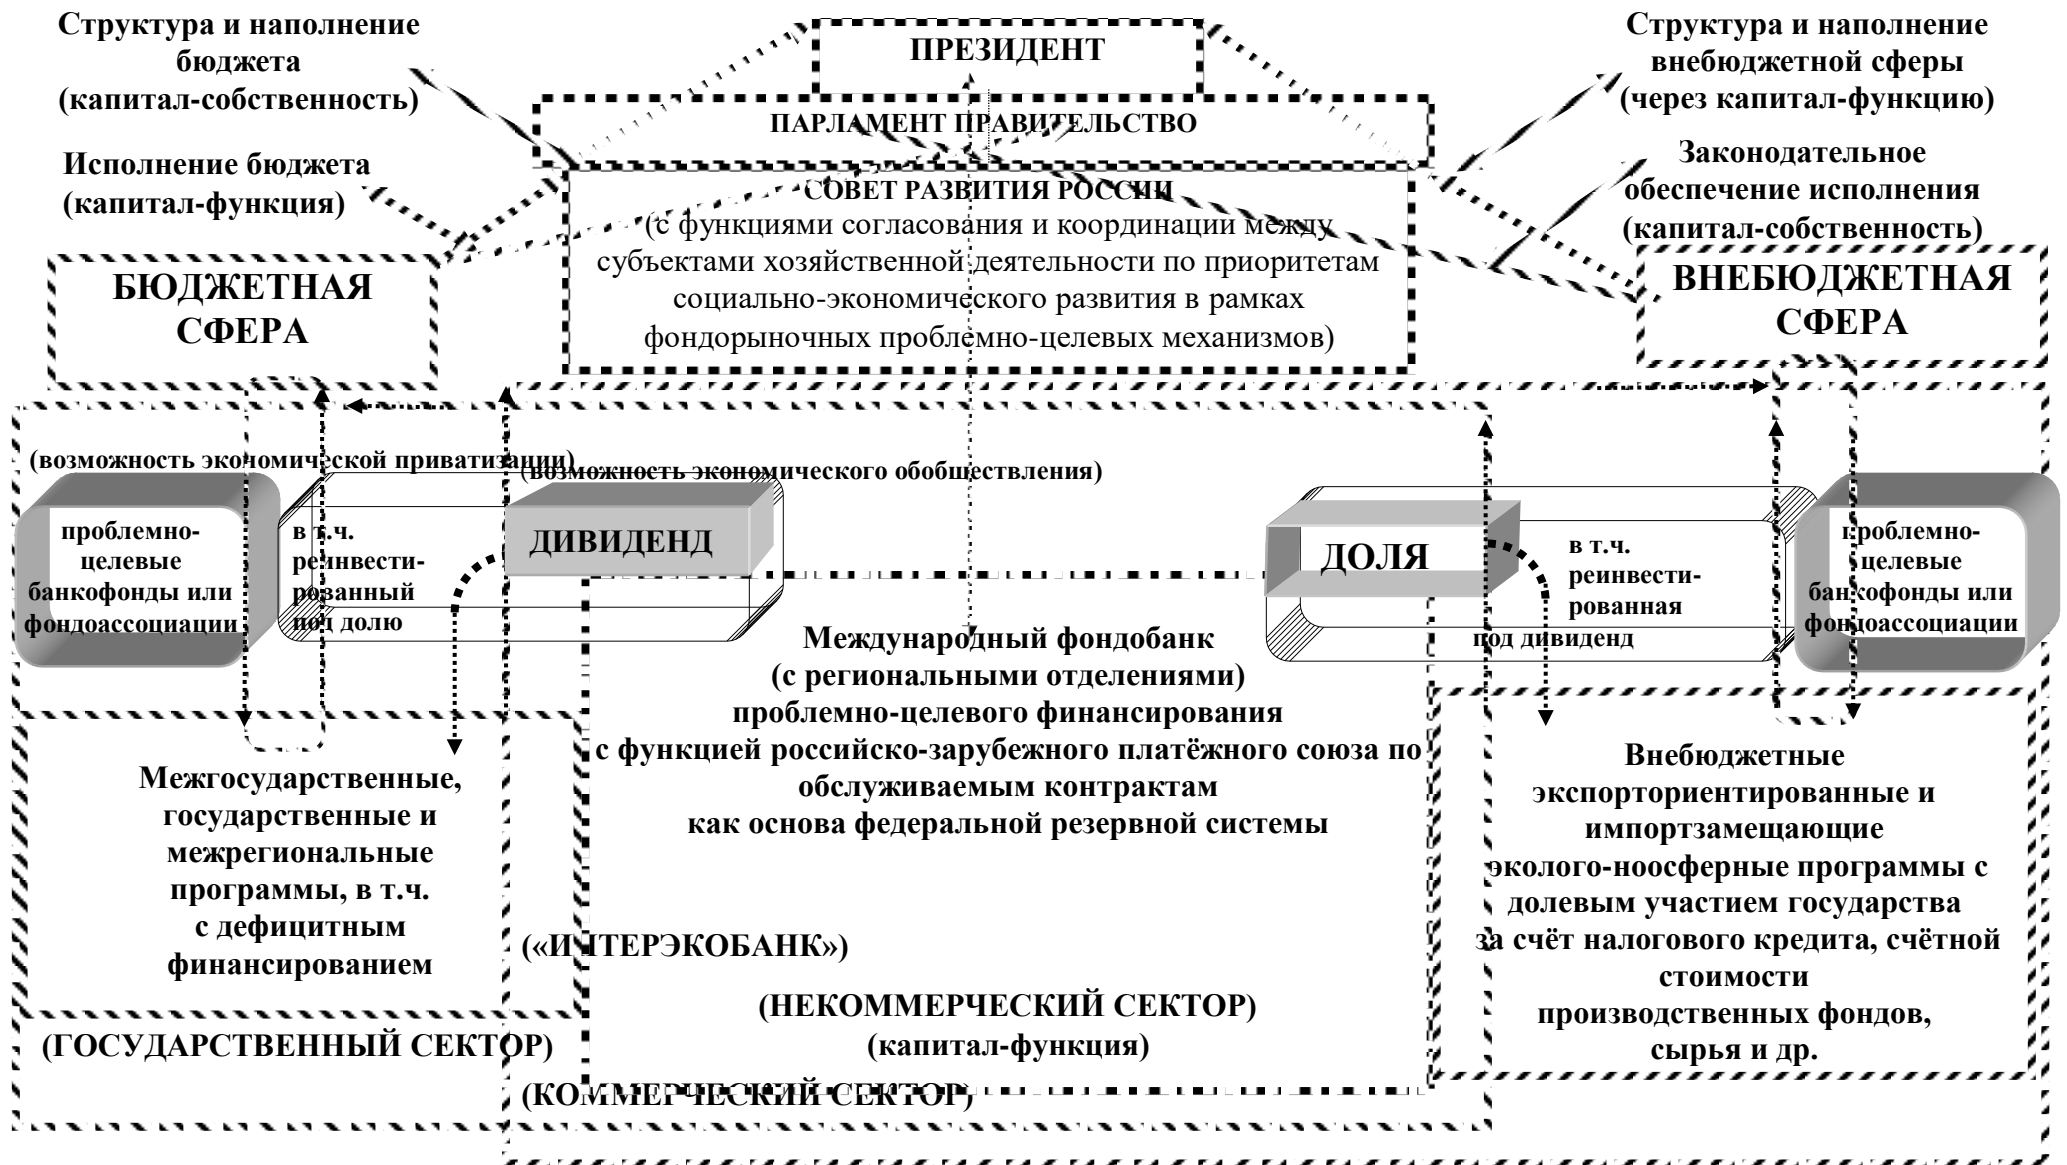 Структура и наполнение
бюджета
(капитал-собственность)
Исполнение бюджета
(капитал-функция)
ПРЕЗИДЕНТ
ПАРЛАМЕНТ ПРАВИТЕЛЬСТВО
СОВЕТ РАЗВИТИЯ РОССИИ
(с функциями согласования и координации между
субъектами хозяйственной деятельности по приоритетам
социально-экономического развития в рамках
фондорыночных проблемно-целевых механизмов)
Структура и наполнение
внебюджетной сферы
(через капитал-функцию)
Законодательное
обеспечение исполнения
(капитал-собственность)
БЮДЖЕТНАЯ
СФЕРА
ВНЕБЮДЖЕТНАЯ
СФЕРА
(возможность экономической приватизации)
(возможность экономического обобществления)
проблемно-
целевые
банкофонды или
фондоассоциации
в т.ч.
реинвести-
рованный
под долю
ДИВИДЕНД
ДОЛЯ
в т.ч.
реинвести-
рованная
под дивиденд
проблемно-
целевые
банкофонды или
фондоассоциации
Межгосударственные,
государственные и
межрегиональные
программы, в т.ч.
с дефицитным
финансированием
(ГОСУДАРСТВЕННЫЙ СЕКТОР)
Международный фондобанк
(с региональными отделениями)
проблемно-целевого финансирования
с функцией российско-зарубежного платёжного союза по
обслуживаемым контрактам
как основа федеральной резервной системы
(«ИНТЕРЭКОБАНК»)
(НЕКОММЕРЧЕСКИЙ СЕКТОР)
(капитал-функция)
(КОММЕРЧЕСКИЙ СЕКТОР)
Внебюджетные
экспорториентированные и
импортзамещающие
эколого-ноосферные программы с
долевым участием государства
за счёт налогового кредита, счётной
стоимости
производственных фондов,
сырья и др.